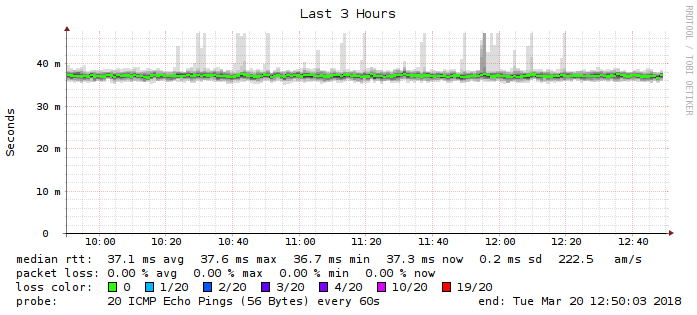 Last 3 Hours
RRDTOOL / TOBI OETIKER
Seconds
40 m
30 m
20 m
10 m
0
10:00 10:20 10:40 11:00 11:20 11:40 12:00 12:20 12:40
median rtt: 37.1 ms avg 37.6 ms max 36.7 ms min 37.3 ms now 0.2 ms sd 222.5 am/s
packet loss: 0.00 % avg 0.00 % max 0.00 % min 0.00 % now
loss color: 0 1/20 2/20 3/20 4/20 10/20 19/20
probe: 20 ICMP Echo Pings (56 Bytes) every 60s end: Tue Mar 20 12:50:03 2018